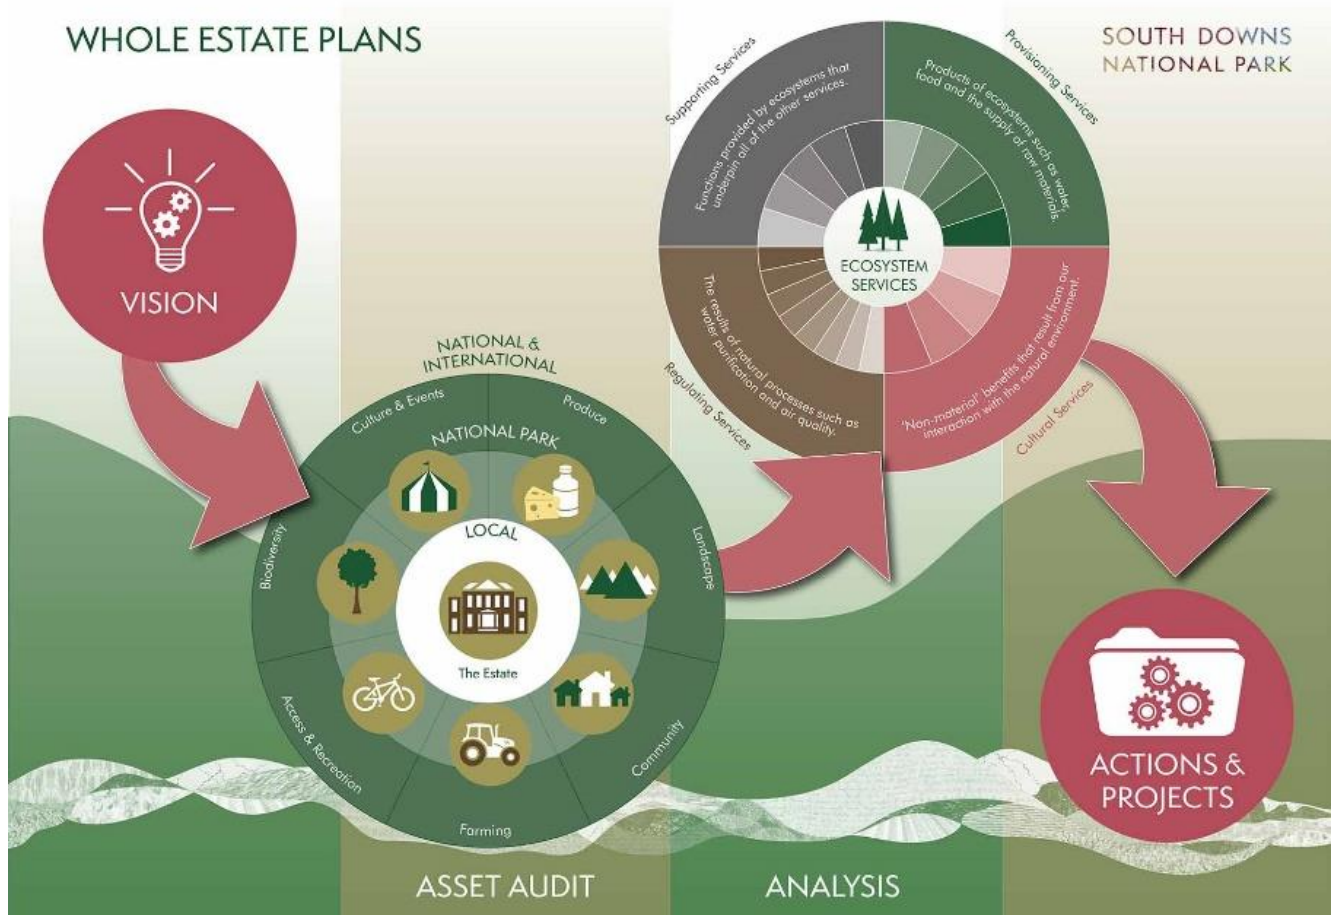 WHOLE ESTATE PLANS
SOUTH DOWNS
NATIONAL PARK
VISION
NATIONAL &
INTERNATIONAL
Culture & Events
Produce
NATIONAL PARK
Biodiversity
Landscape
LOCAL
The Estate
Access & Recreation
Community
Farming
ASSET AUDIT
Supporting Services
Functions provided by ecosystems that
underpin all of the other services.
Provisioning Services
Products of ecosystems such as water,
food and the supply of raw materials.
ECOSYSTEM
SERVICES
Regulating Services
The results of natural processes such as
water purification and air quality.
Cultural Services
'Non-material' benefits that result from our
interaction with the natural environment.
ANALYSIS
ACTIONS &
PROJECTS